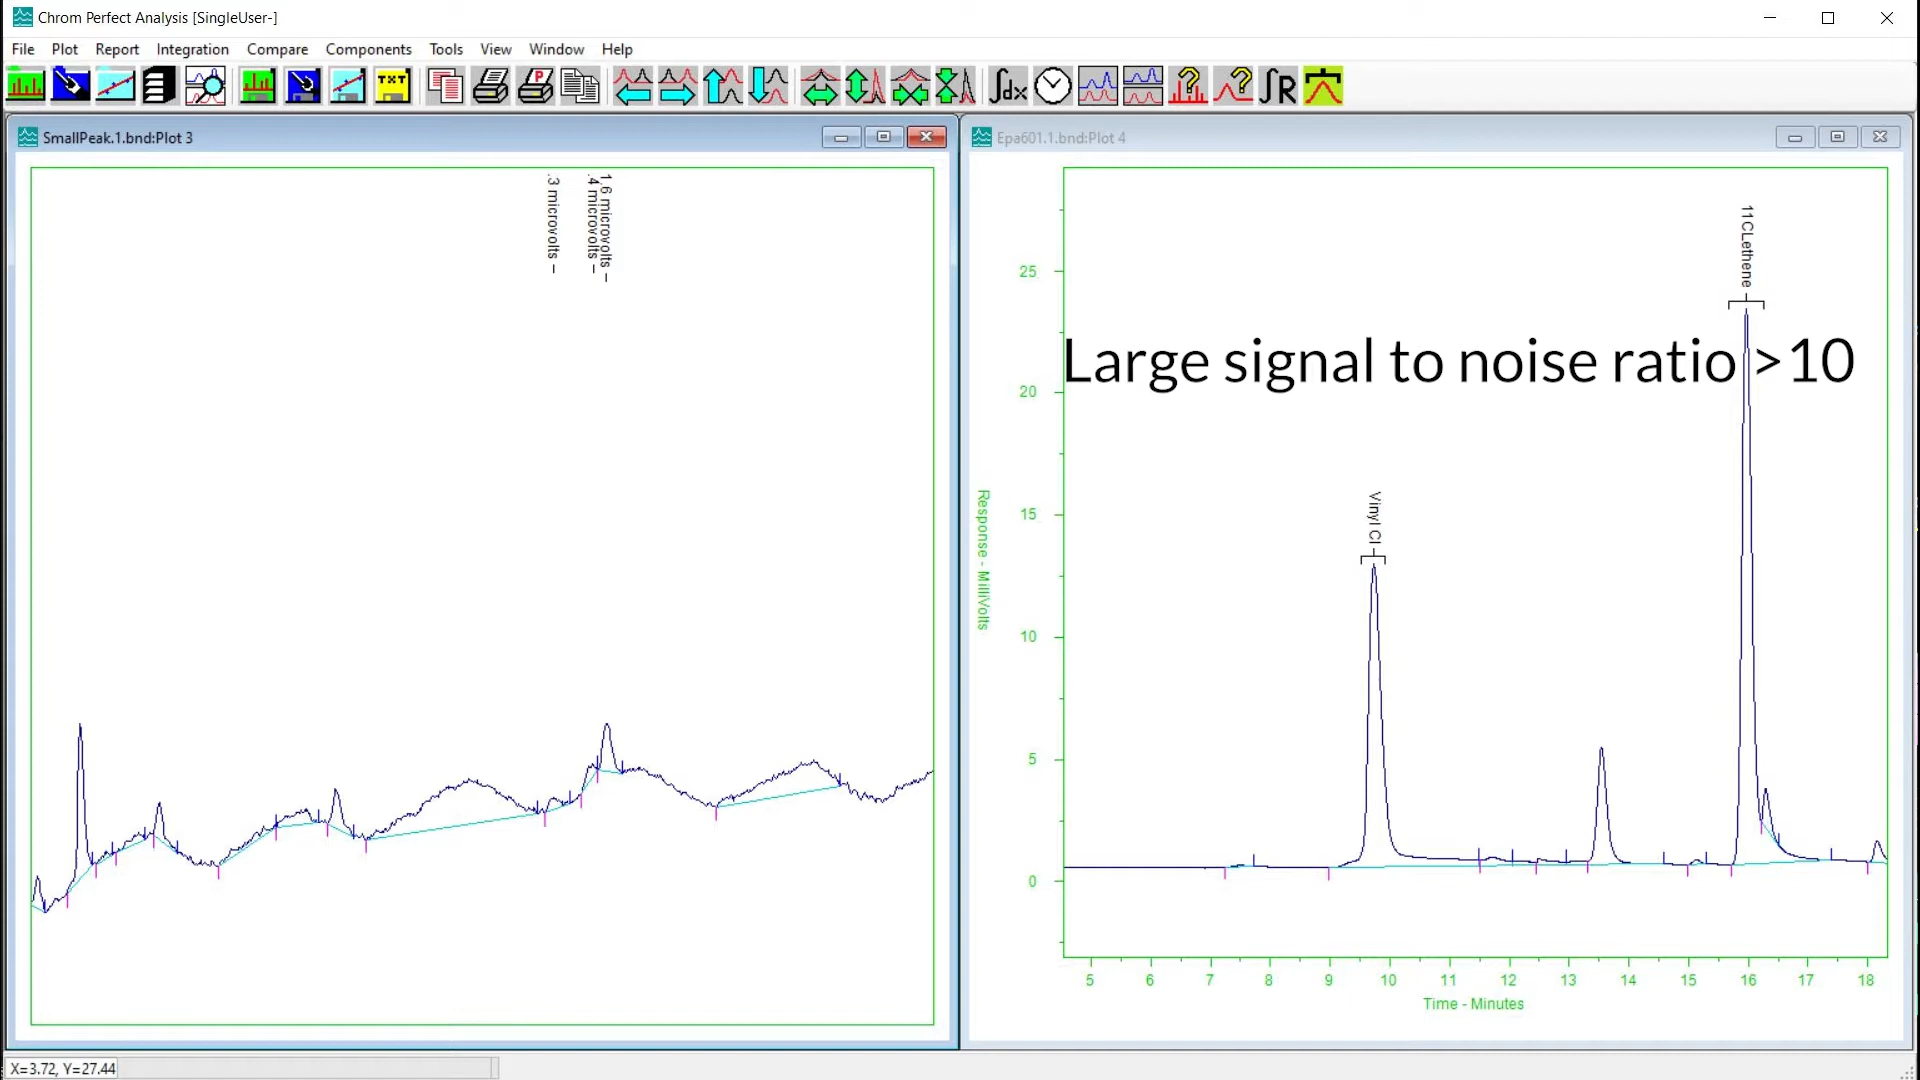 Chrom Perfect Analysis [SingleUser-]
File Plot Report Integration Compare Components Tools View Window Help
TXT P ∫dx ? ? ∫R
SmallPeak.1.bnd:Plot 3
.3 microvolts –
.4 microvolts –
1.6 microvolts –
Epa601.1.bnd:Plot 4
11CLethene
Large signal to noise ratio >10
Vinyl Cl
Response - MilliVolts
25
20
15
10
5
0
5 6 7 8 9 10 11 12 13 14 15 16 17 18
Time - Minutes
X=3.72, Y=27.44